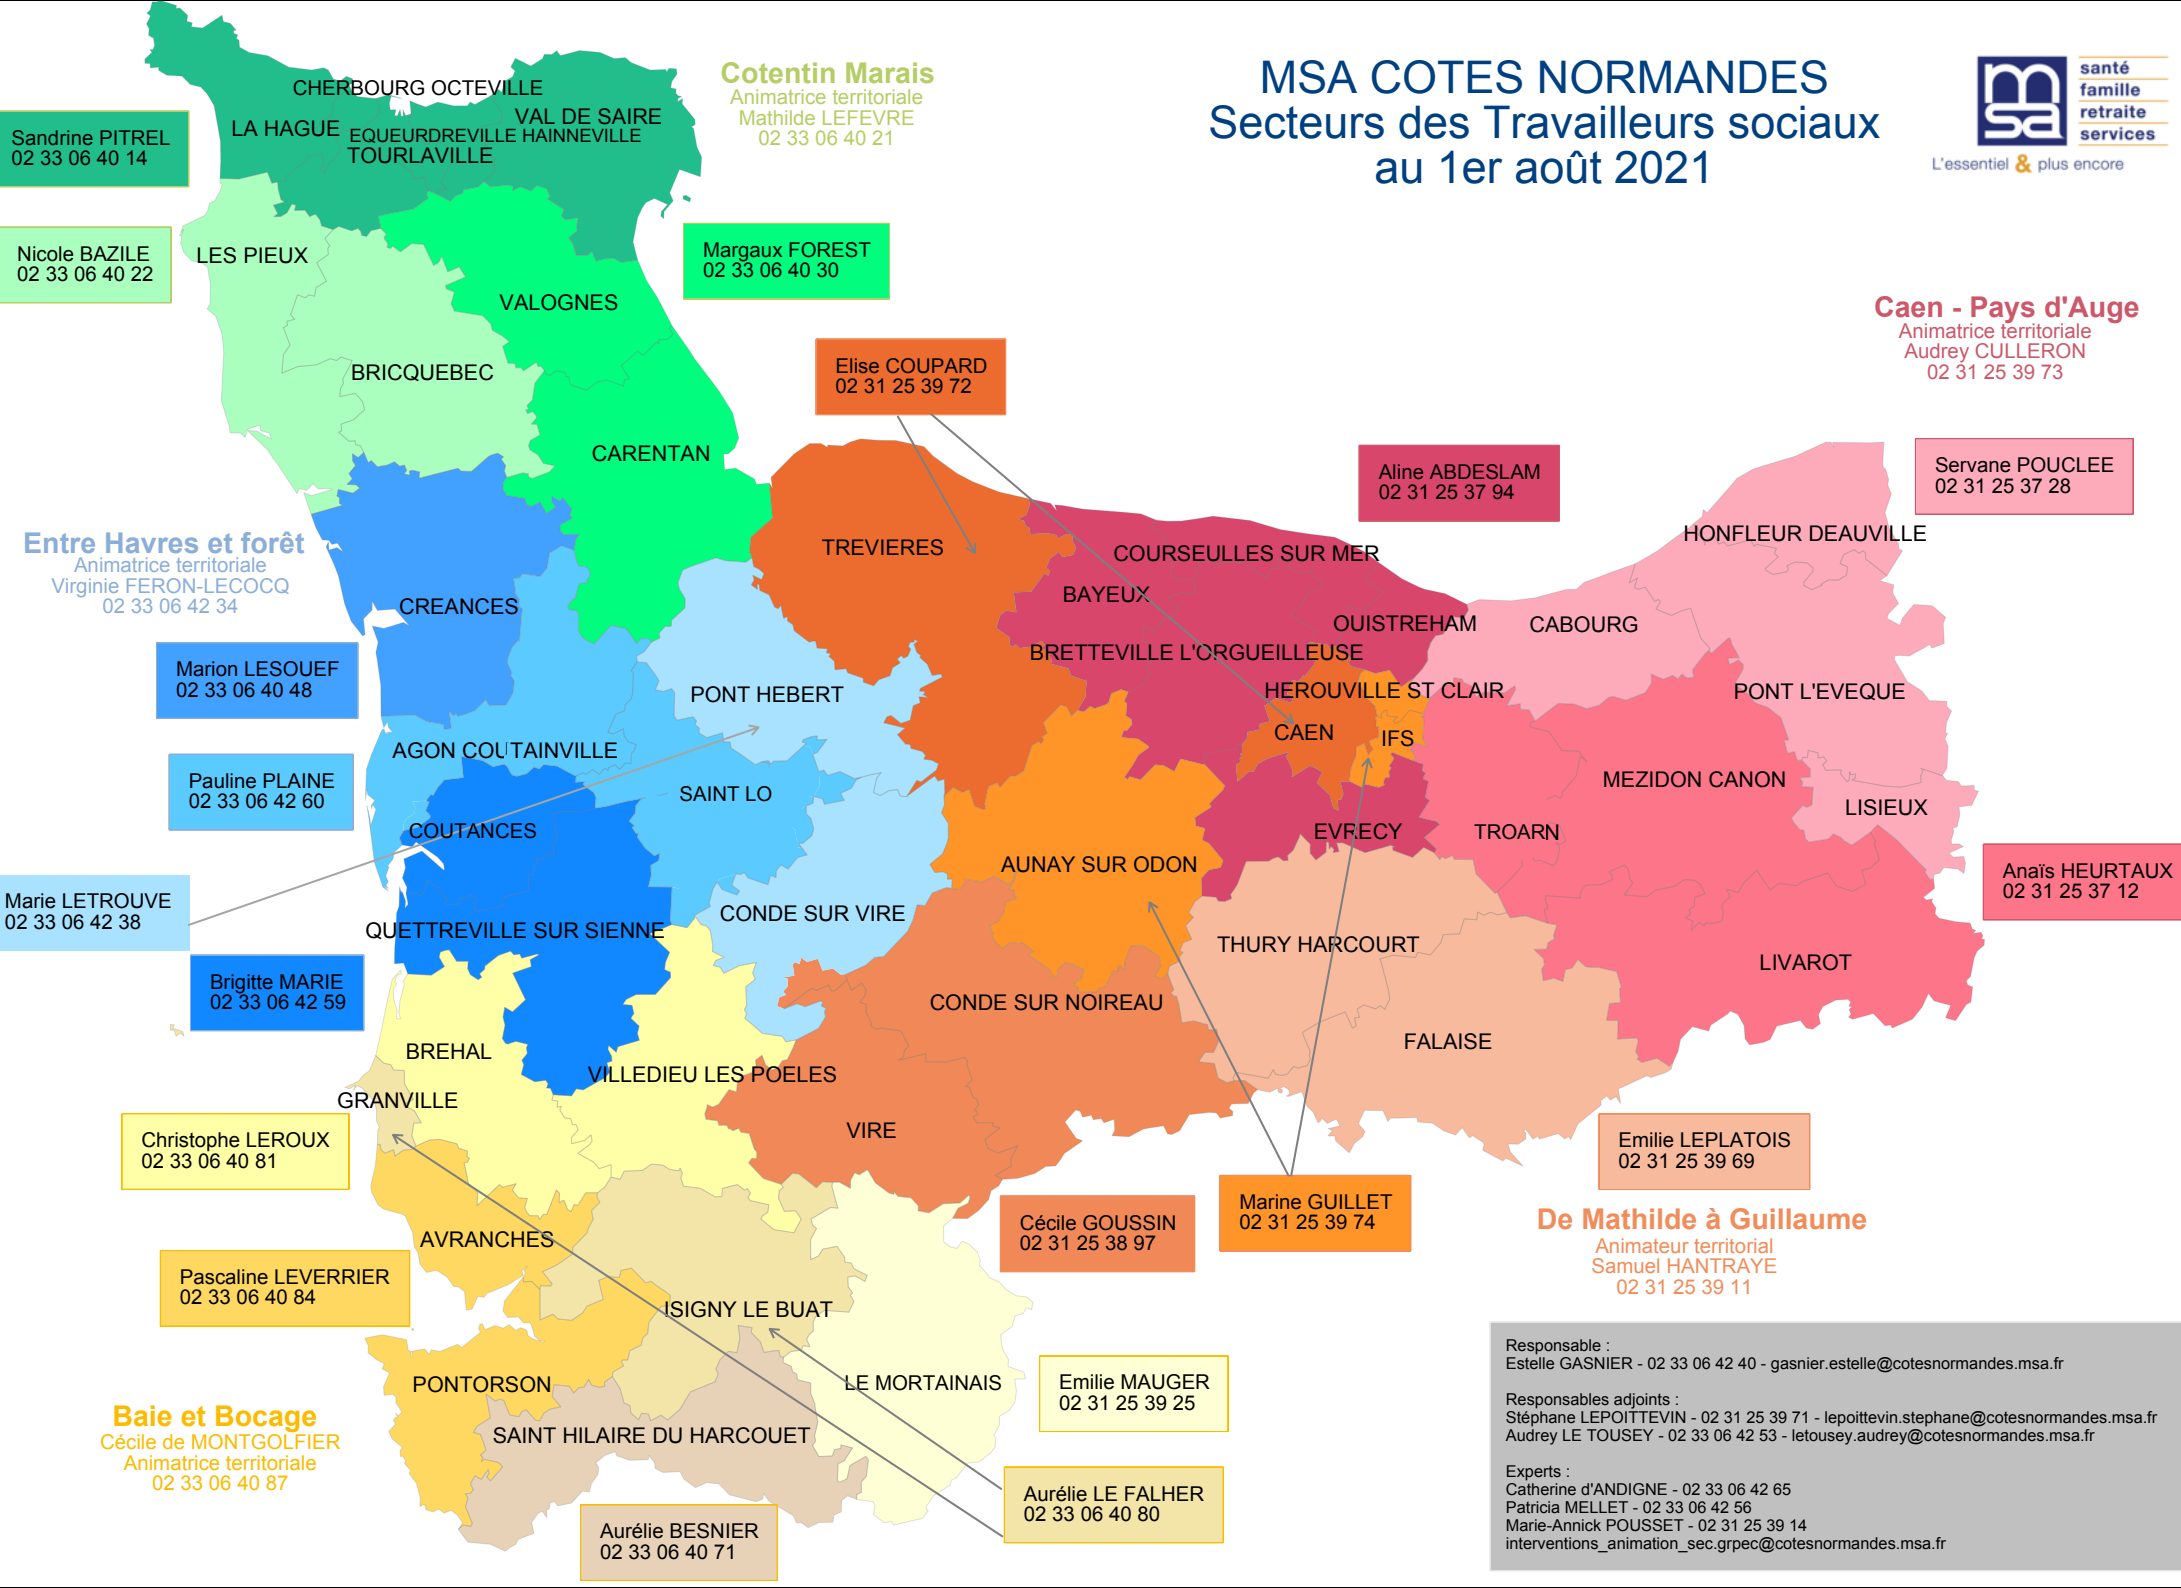 MSA COTES NORMANDES
Secteurs des Travailleurs sociaux
au 1er août 2021
msa
santé
famille
retraite
services
L'essentiel & plus encore
Cotentin Marais
Animatrice territoriale
Mathilde LEFEVRE
02 33 06 40 21
CHERBOURG OCTEVILLE
LA HAGUE
VAL DE SAIRE
EQUEURDREVILLE HAINNEVILLE
TOURLAVILLE
Sandrine PITREL
02 33 06 40 14
Nicole BAZILE
02 33 06 40 22
LES PIEUX
Margaux FOREST
02 33 06 40 30
VALOGNES
BRICQUEBEC
CARENTAN
Elise COUPARD
02 31 25 39 72
Caen - Pays d'Auge
Animatrice territoriale
Audrey CULLERON
02 31 25 39 73
Aline ABDESLAM
02 31 25 37 94
Servane POUCLEE
02 31 25 37 28
Entre Havres et forêt
Animatrice territoriale
Virginie FERON-LECOCQ
02 33 06 42 34
CREANCES
TREVIERES
COURSEULLES SUR MER
BAYEUX
OUISTREHAM
BRETTEVILLE L'ORGUEILLEUSE
HONFLEUR DEAUVILLE
CABOURG
Marion LESOUEF
02 33 06 40 48
PONT HEBERT
HEROUVILLE ST CLAIR
PONT L'EVEQUE
CAEN
IFS
AGON COUTAINVILLE
Pauline PLAINE
02 33 06 42 60
SAINT LO
MEZIDON CANON
LISIEUX
COUTANCES
EVRECY
TROARN
AUNAY SUR ODON
Anaïs HEURTAUX
02 31 25 37 12
Marie LETROUVE
02 33 06 42 38
QUETTREVILLE SUR SIENNE
CONDE SUR VIRE
THURY HARCOURT
LIVAROT
Brigitte MARIE
02 33 06 42 59
CONDE SUR NOIREAU
BREHAL
FALAISE
VILLEDIEU LES POELES
GRANVILLE
VIRE
Christophe LEROUX
02 33 06 40 81
Emilie LEPLATOIS
02 31 25 39 69
Cécile GOUSSIN
02 31 25 38 97
Marine GUILLET
02 31 25 39 74
De Mathilde à Guillaume
Animateur territorial
Samuel HANTRAYE
02 31 25 39 11
AVRANCHES
Pascaline LEVERRIER
02 33 06 40 84
ISIGNY LE BUAT
PONTORSON
LE MORTAINAIS
Emilie MAUGER
02 31 25 39 25
Baie et Bocage
Cécile de MONTGOLFIER
Animatrice territoriale
02 33 06 40 87
SAINT HILAIRE DU HARCOUET
Aurélie LE FALHER
02 33 06 40 80
Aurélie BESNIER
02 33 06 40 71
Responsable :
Estelle GASNIER - 02 33 06 42 40 - gasnier.estelle@cotesnormandes.msa.fr
Responsables adjoints :
Stéphane LEPOITTEVIN - 02 31 25 39 71 - lepoittevin.stephane@cotesnormandes.msa.fr
Audrey LE TOUSEY - 02 33 06 42 53 - letousey.audrey@cotesnormandes.msa.fr
Experts :
Catherine d'ANDIGNE - 02 33 06 42 65
Patricia MELLET - 02 33 06 42 56
Marie-Annick POUSSET - 02 31 25 39 14
interventions_animation_sec.grpec@cotesnormandes.msa.fr